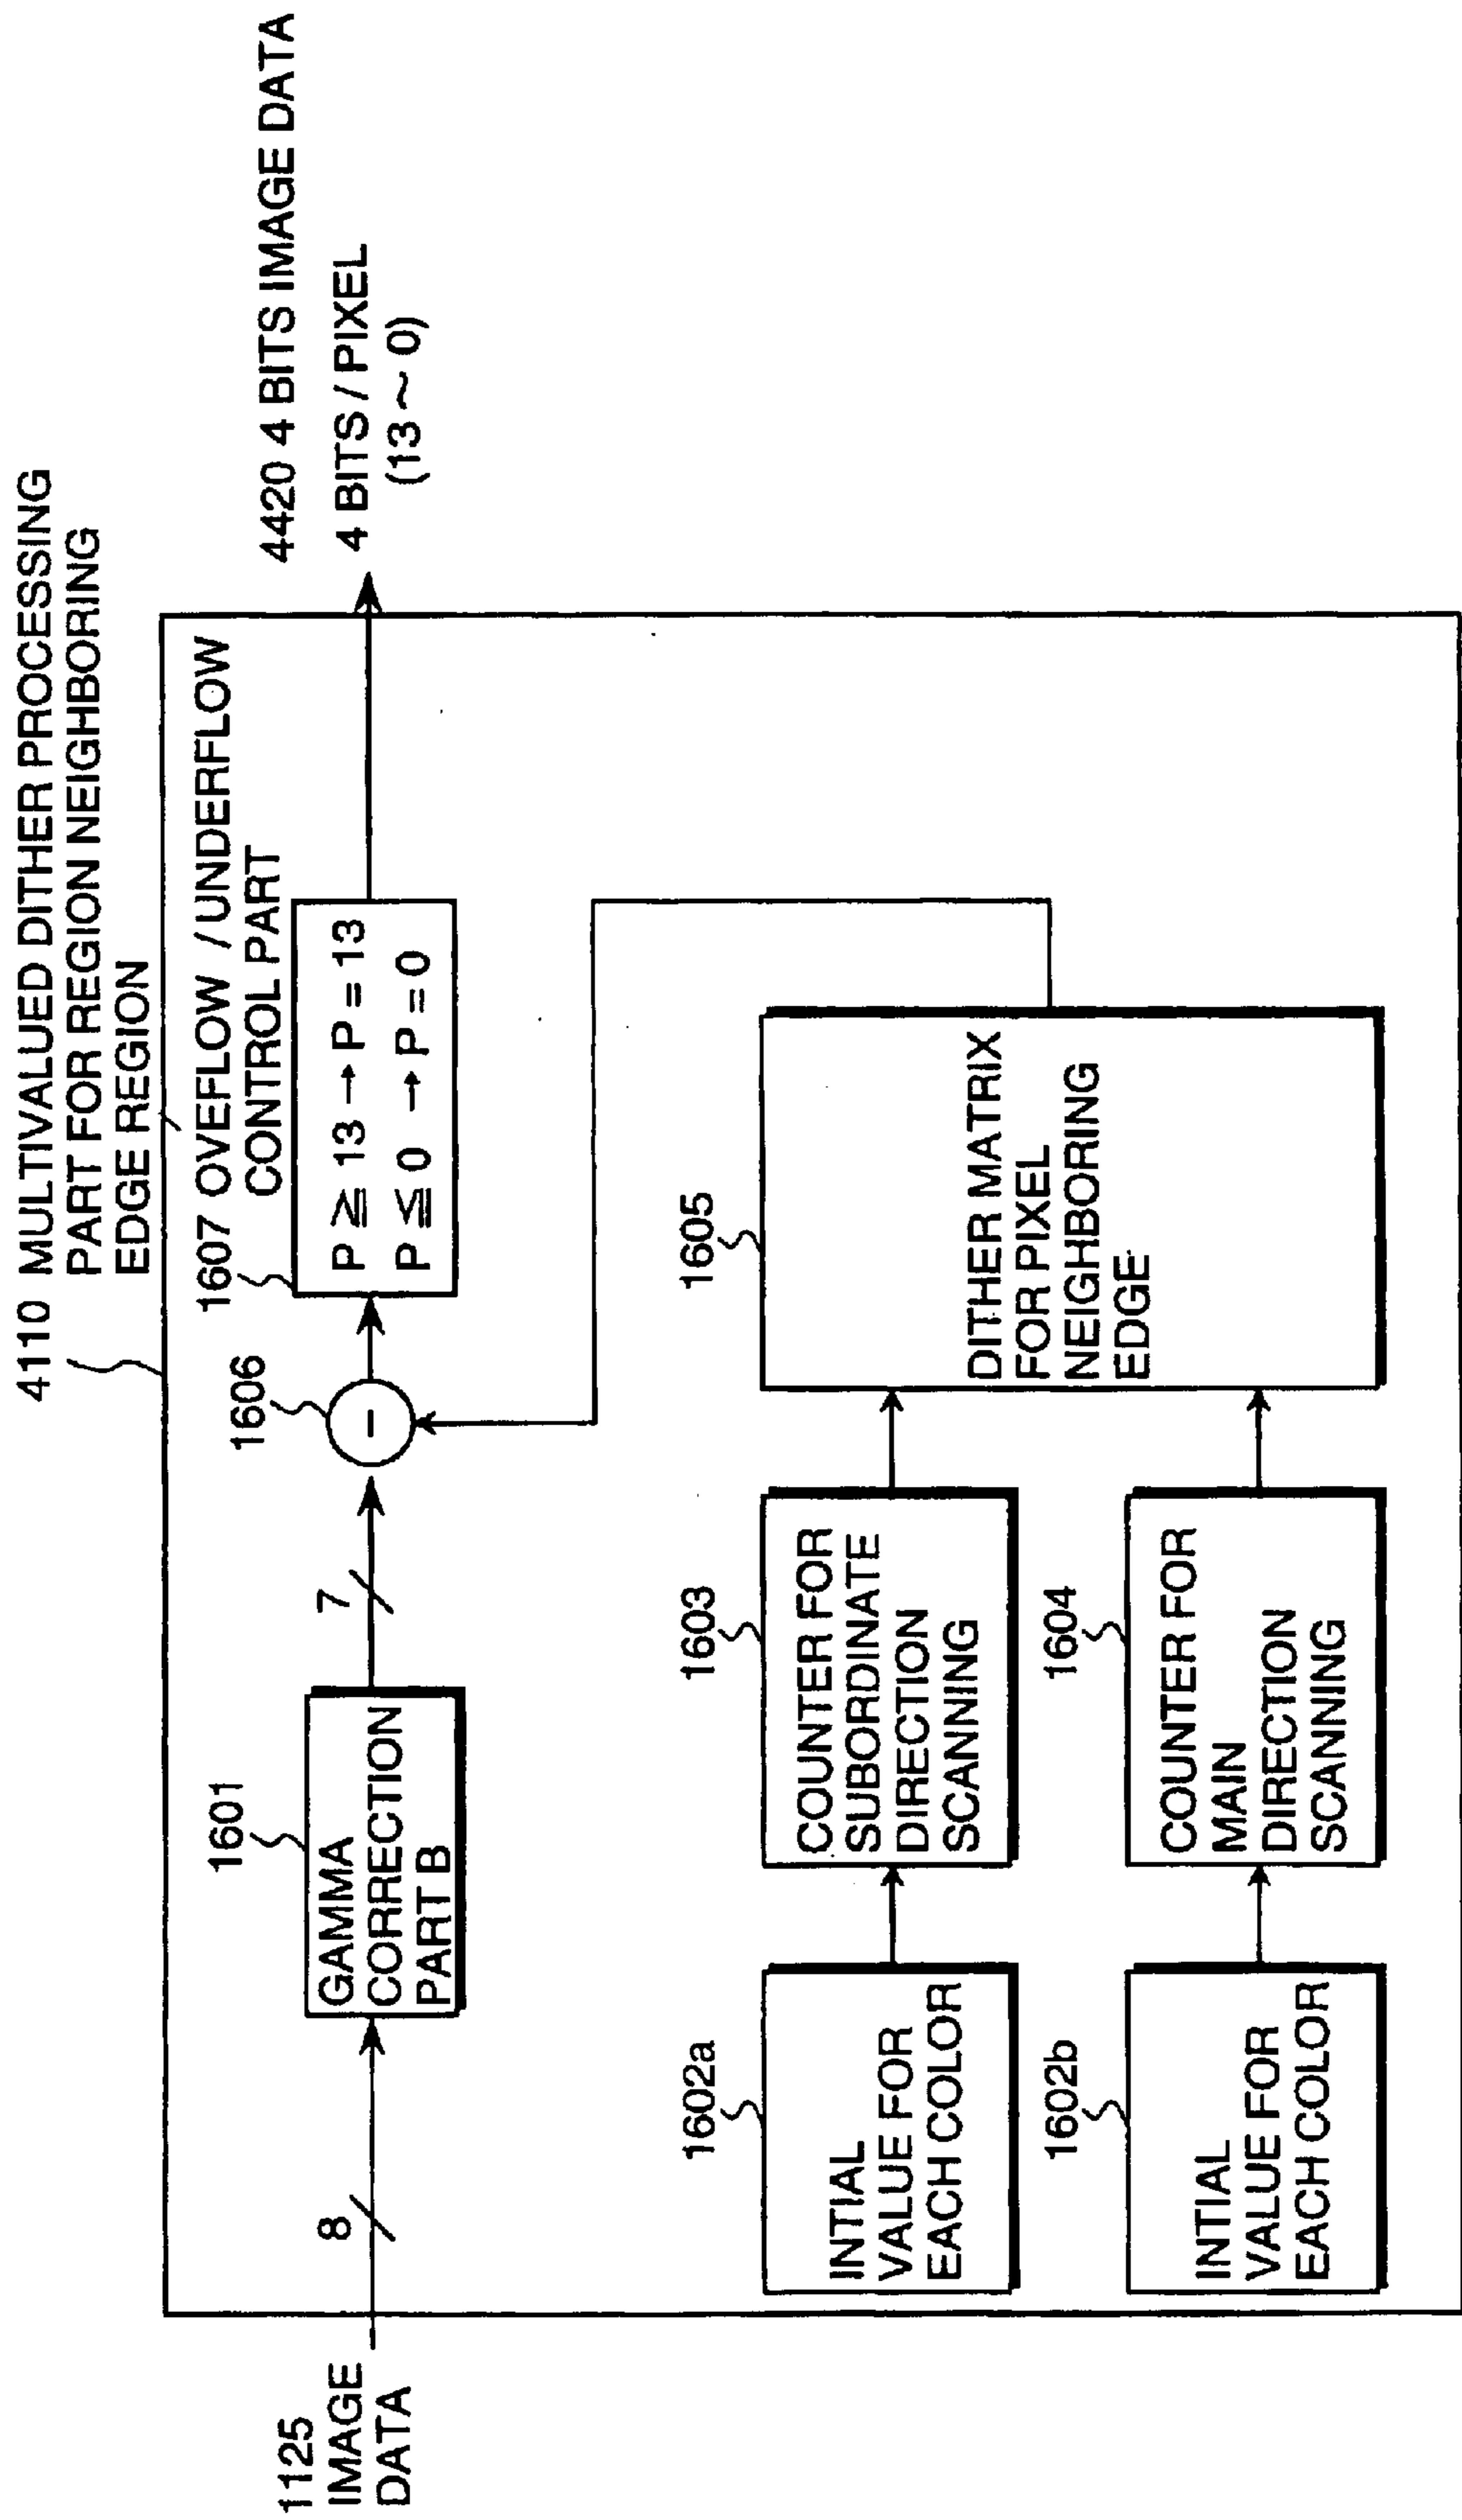 4110 MULTIVALUED DITHER PROCESSING
PART FOR REGION NEIGHBORING
EDGE REGION
1125
IMAGE
DATA
8
1601
GAMMA
CORRECTION
PART B
7
1606
-
1607 OVEFLOW / UNDERFLOW
CONTROL PART
P ≧ 13 → P = 13
P ≦ 0 → P = 0
4420 4 BITS IMAGE DATA
4 BITS / PIXEL
(13 ~ 0)
1602a
INTIAL
VALUE FOR
EACH COLOR
1603
COUNTER FOR
SUBORDINATE
DIRECTION
SCANNING
1605
DITHER MATRIX
FOR PIXEL
NEIGHBORING
EDGE
1602b
INTIAL
VALUE FOR
EACH COLOR
1604
COUNTER FOR
MAIN
DIRECTION
SCANNING